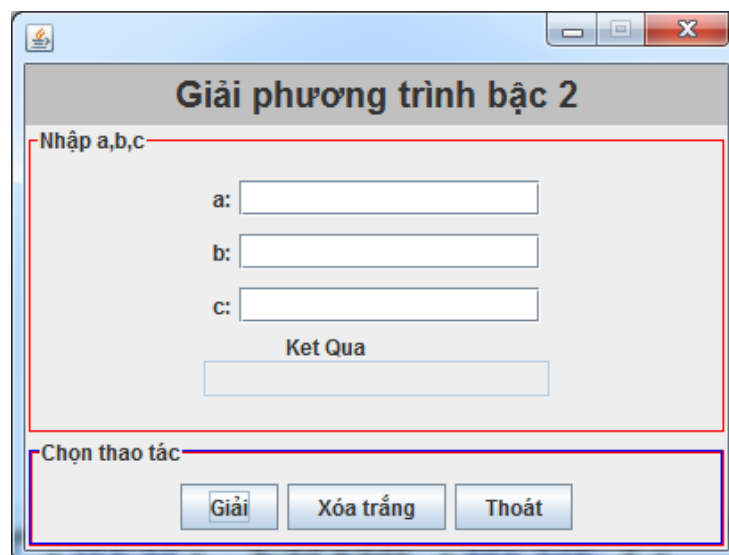 Giải phương trình bậc 2
Nhập a,b,c
a:
b:
c:
Ket Qua
Chọn thao tác
Giải Xóa trắng Thoát